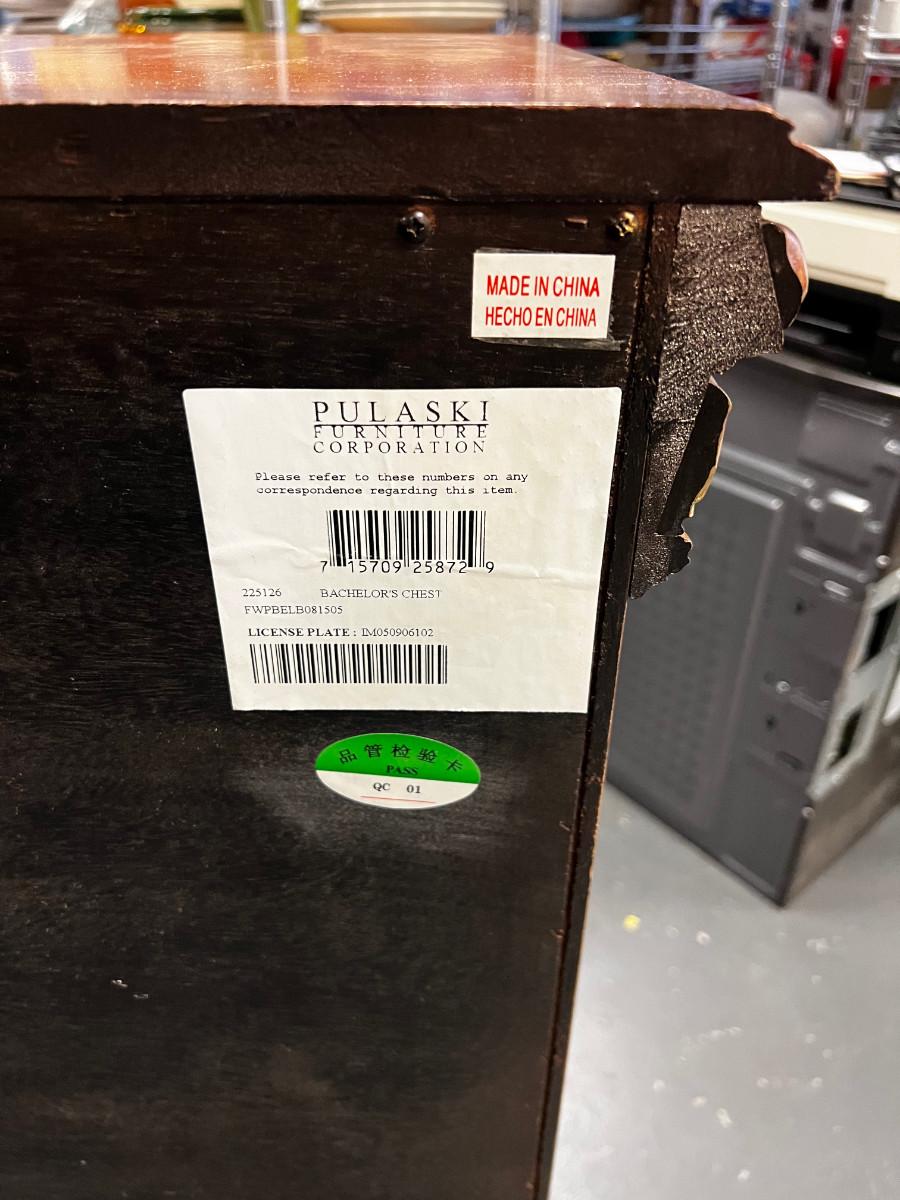 MADE IN CHINA
HECHO EN CHINA
PULASKI
FURNITURE
CORPORATION
Please refer to these numbers on any
correspondence regarding this item.
7 15709 25872 9
225126 BACHELOR'S CHEST
FWPBELB081505
LICENSE PLATE : IM050906102
品管检验卡
PASS
QC 01